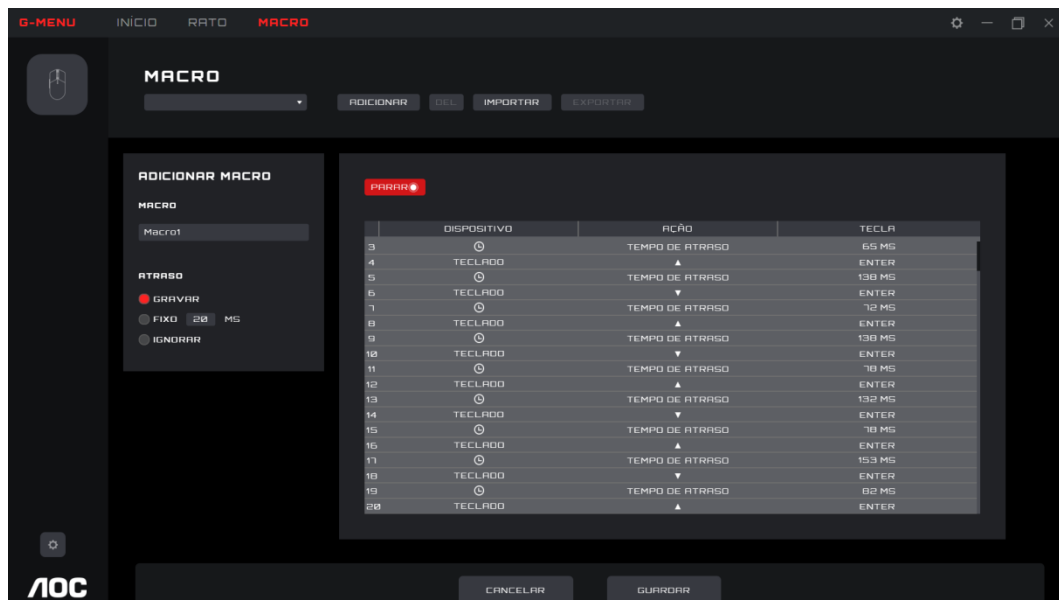 G-MENU INÍCIO RATO MACRO
MACRO
ADICIONAR DEL IMPORTAR EXPORTAR
ADICIONAR MACRO
MACRO
Macro1
ATRASO
GRAVAR
FIXO 20 MS
IGNORAR
PARAR
DISPOSITIVO AÇÃO TECLA
3 TEMPO DE ATRASO 65 MS
4 TECLADO ▲ ENTER
5 TEMPO DE ATRASO 138 MS
6 TECLADO ▼ ENTER
7 TEMPO DE ATRASO 72 MS
8 TECLADO ▲ ENTER
9 TEMPO DE ATRASO 138 MS
10 TECLADO ▼ ENTER
11 TEMPO DE ATRASO 78 MS
12 TECLADO ▲ ENTER
13 TEMPO DE ATRASO 132 MS
14 TECLADO ▼ ENTER
15 TEMPO DE ATRASO 78 MS
16 TECLADO ▲ ENTER
17 TEMPO DE ATRASO 153 MS
18 TECLADO ▼ ENTER
19 TEMPO DE ATRASO 82 MS
20 TECLADO ▲ ENTER
CANCELAR GUARDAR
AOC